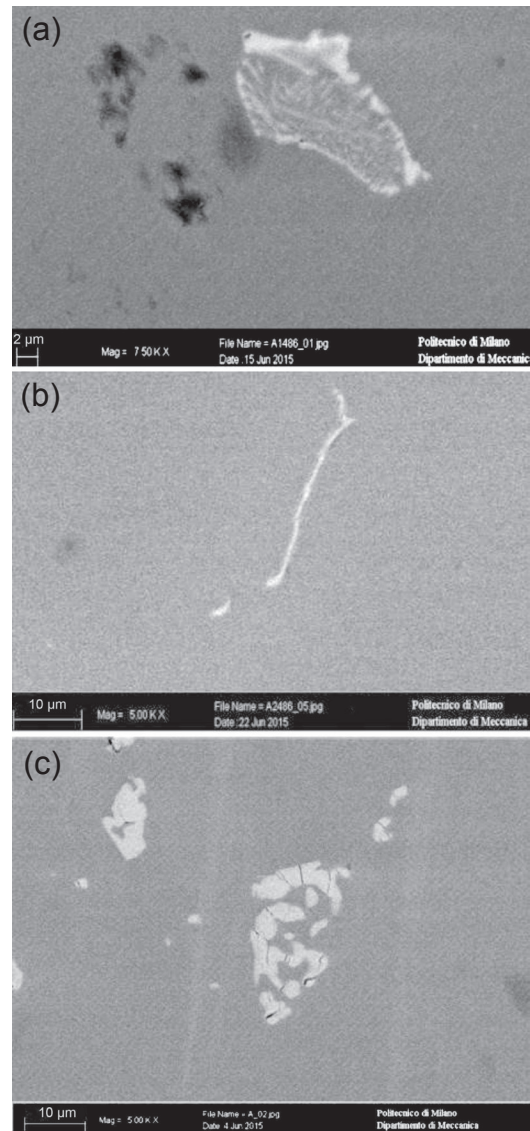 (a)
2 µm
Mag = 7.50 K X
File Name = A1486_01.jpg
Date :15 Jun 2015
Politecnico di Milano
Dipartimento di Meccanica
(b)
10 µm
Mag = 5.00 K X
File Name = A2486_05.jpg
Date :22 Jun 2015
Politecnico di Milano
Dipartimento di Meccanica
(c)
10 µm
Mag = 5.00 K X
File Name = A_02.jpg
Date :4 Jun 2015
Politecnico di Milano
Dipartimento di Meccanica